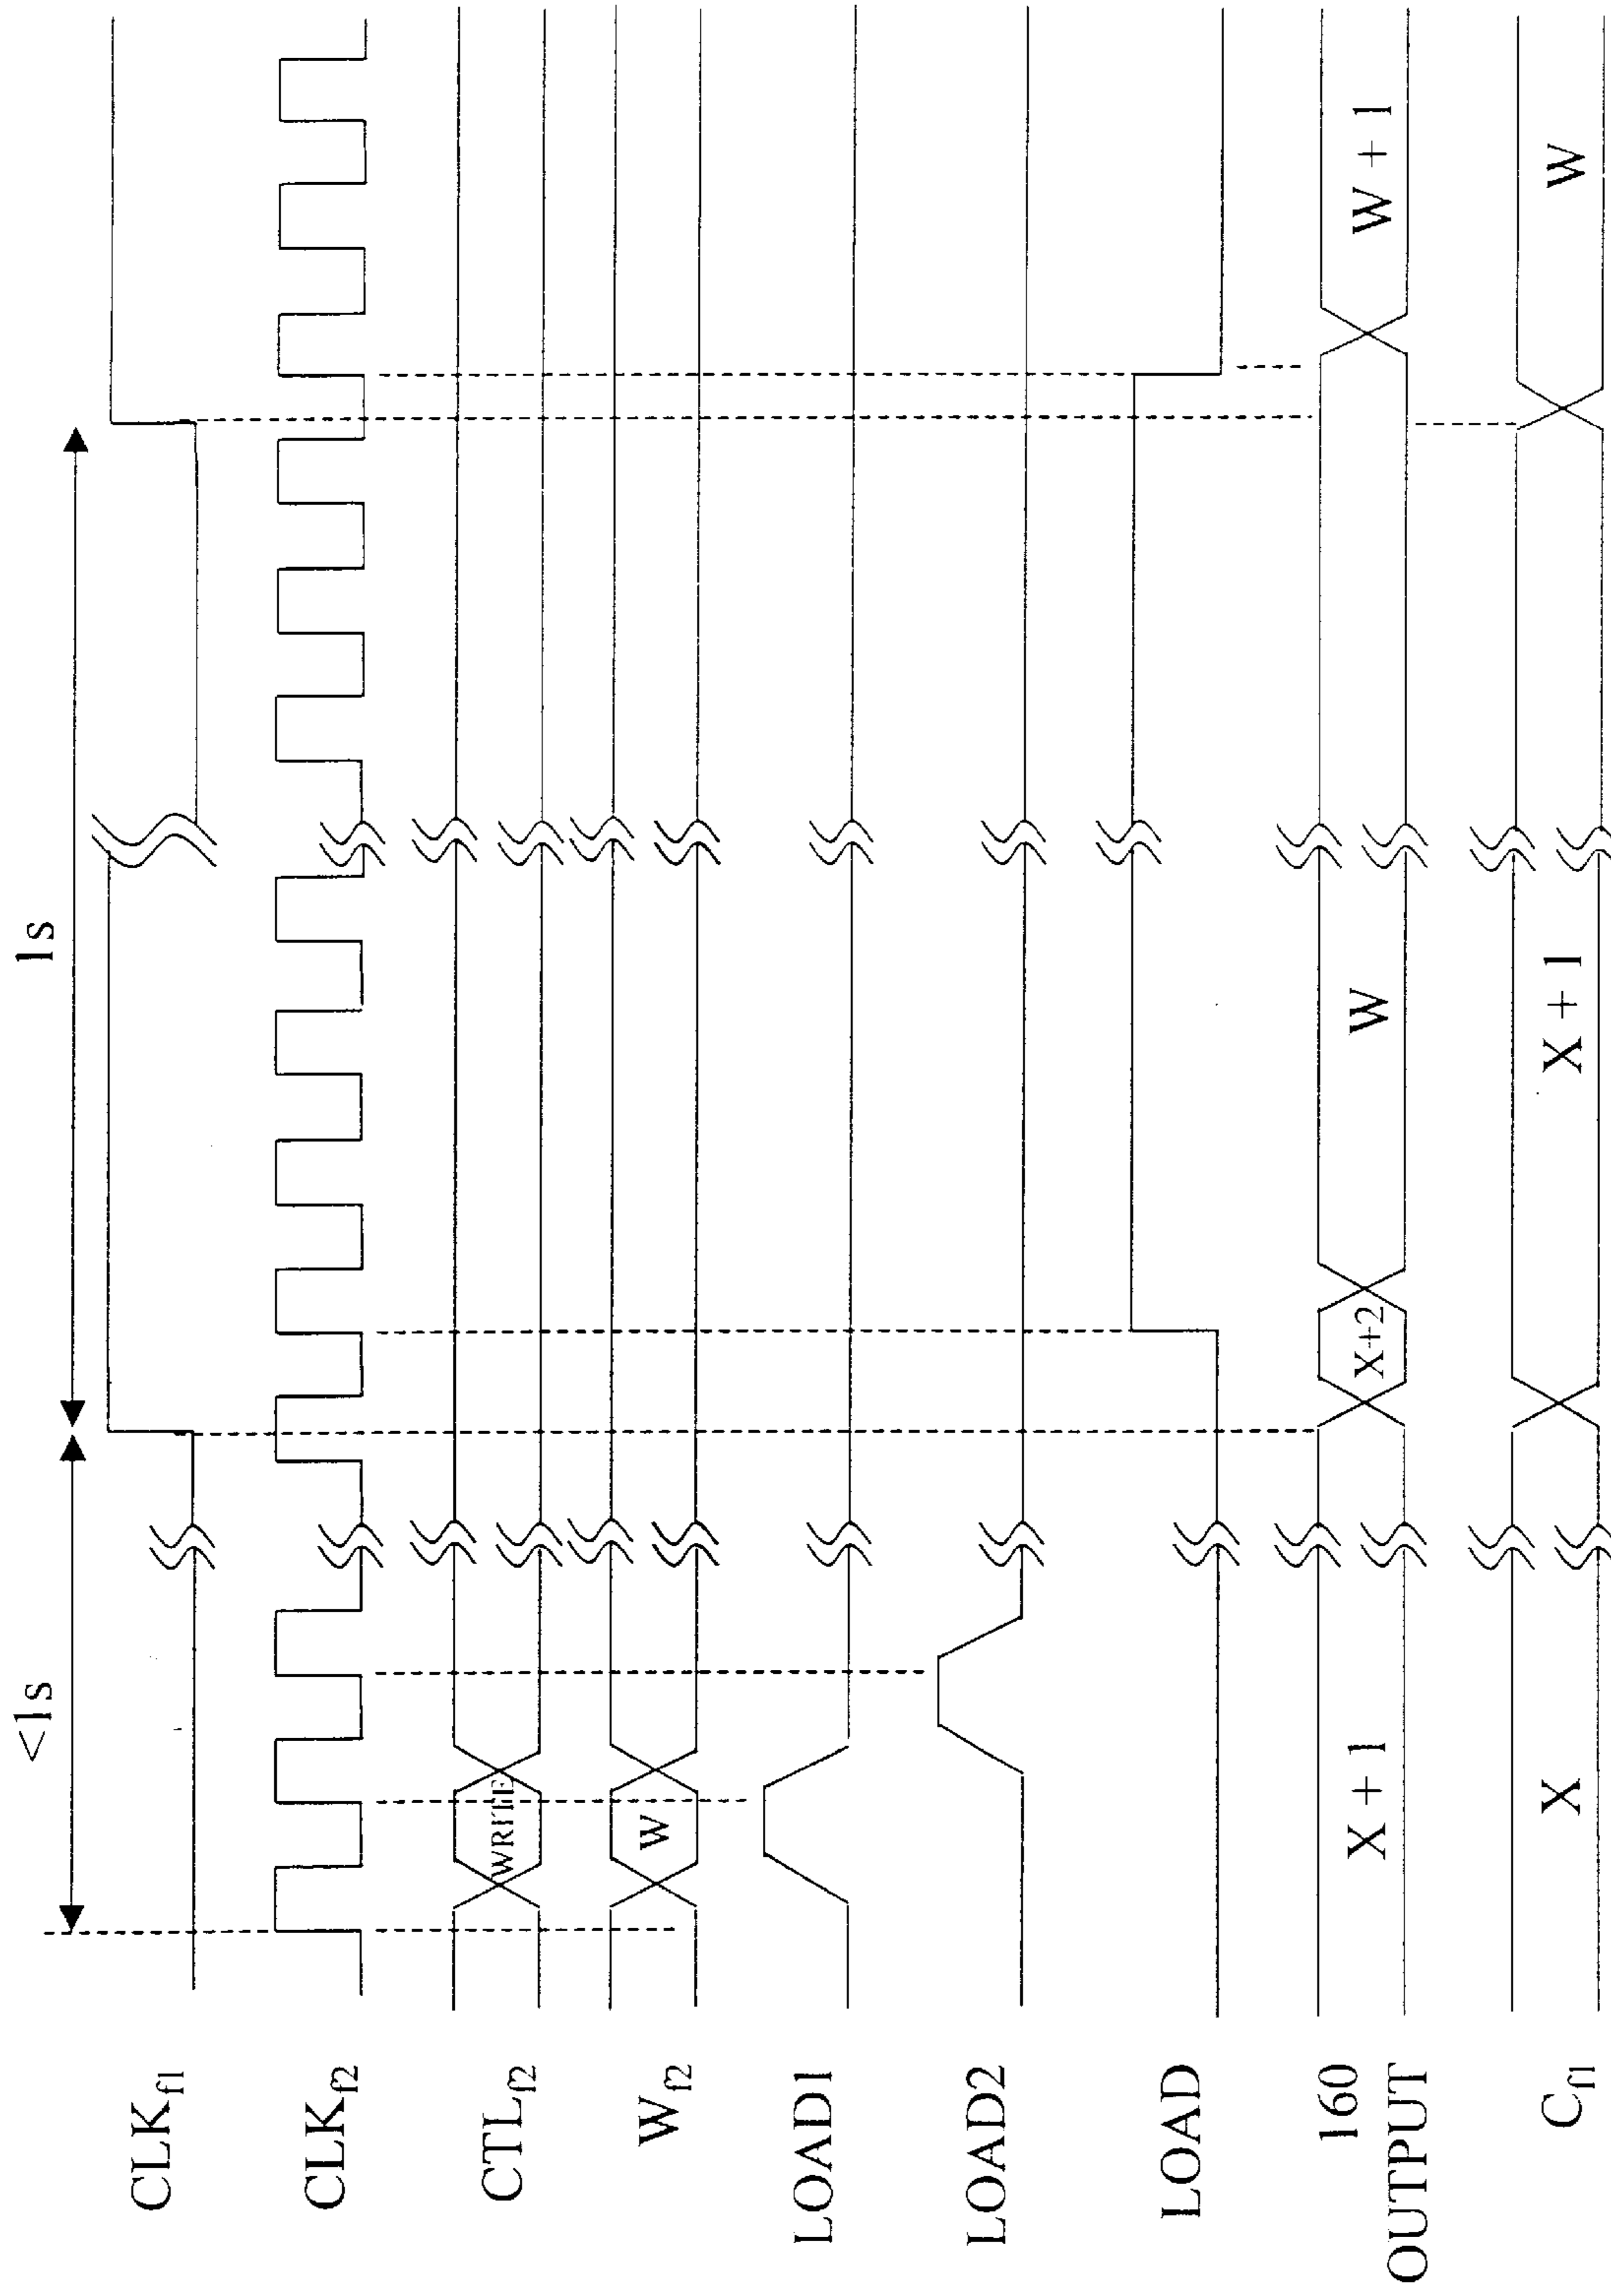 <1s
1s
CLKf1
CLKf2
CTLf2
WRITE
Wf2
W
LOAD1
LOAD2
LOAD
160
OUTPUT
X + 1
X+2
W
W + 1
Cf1
X
X + 1
W